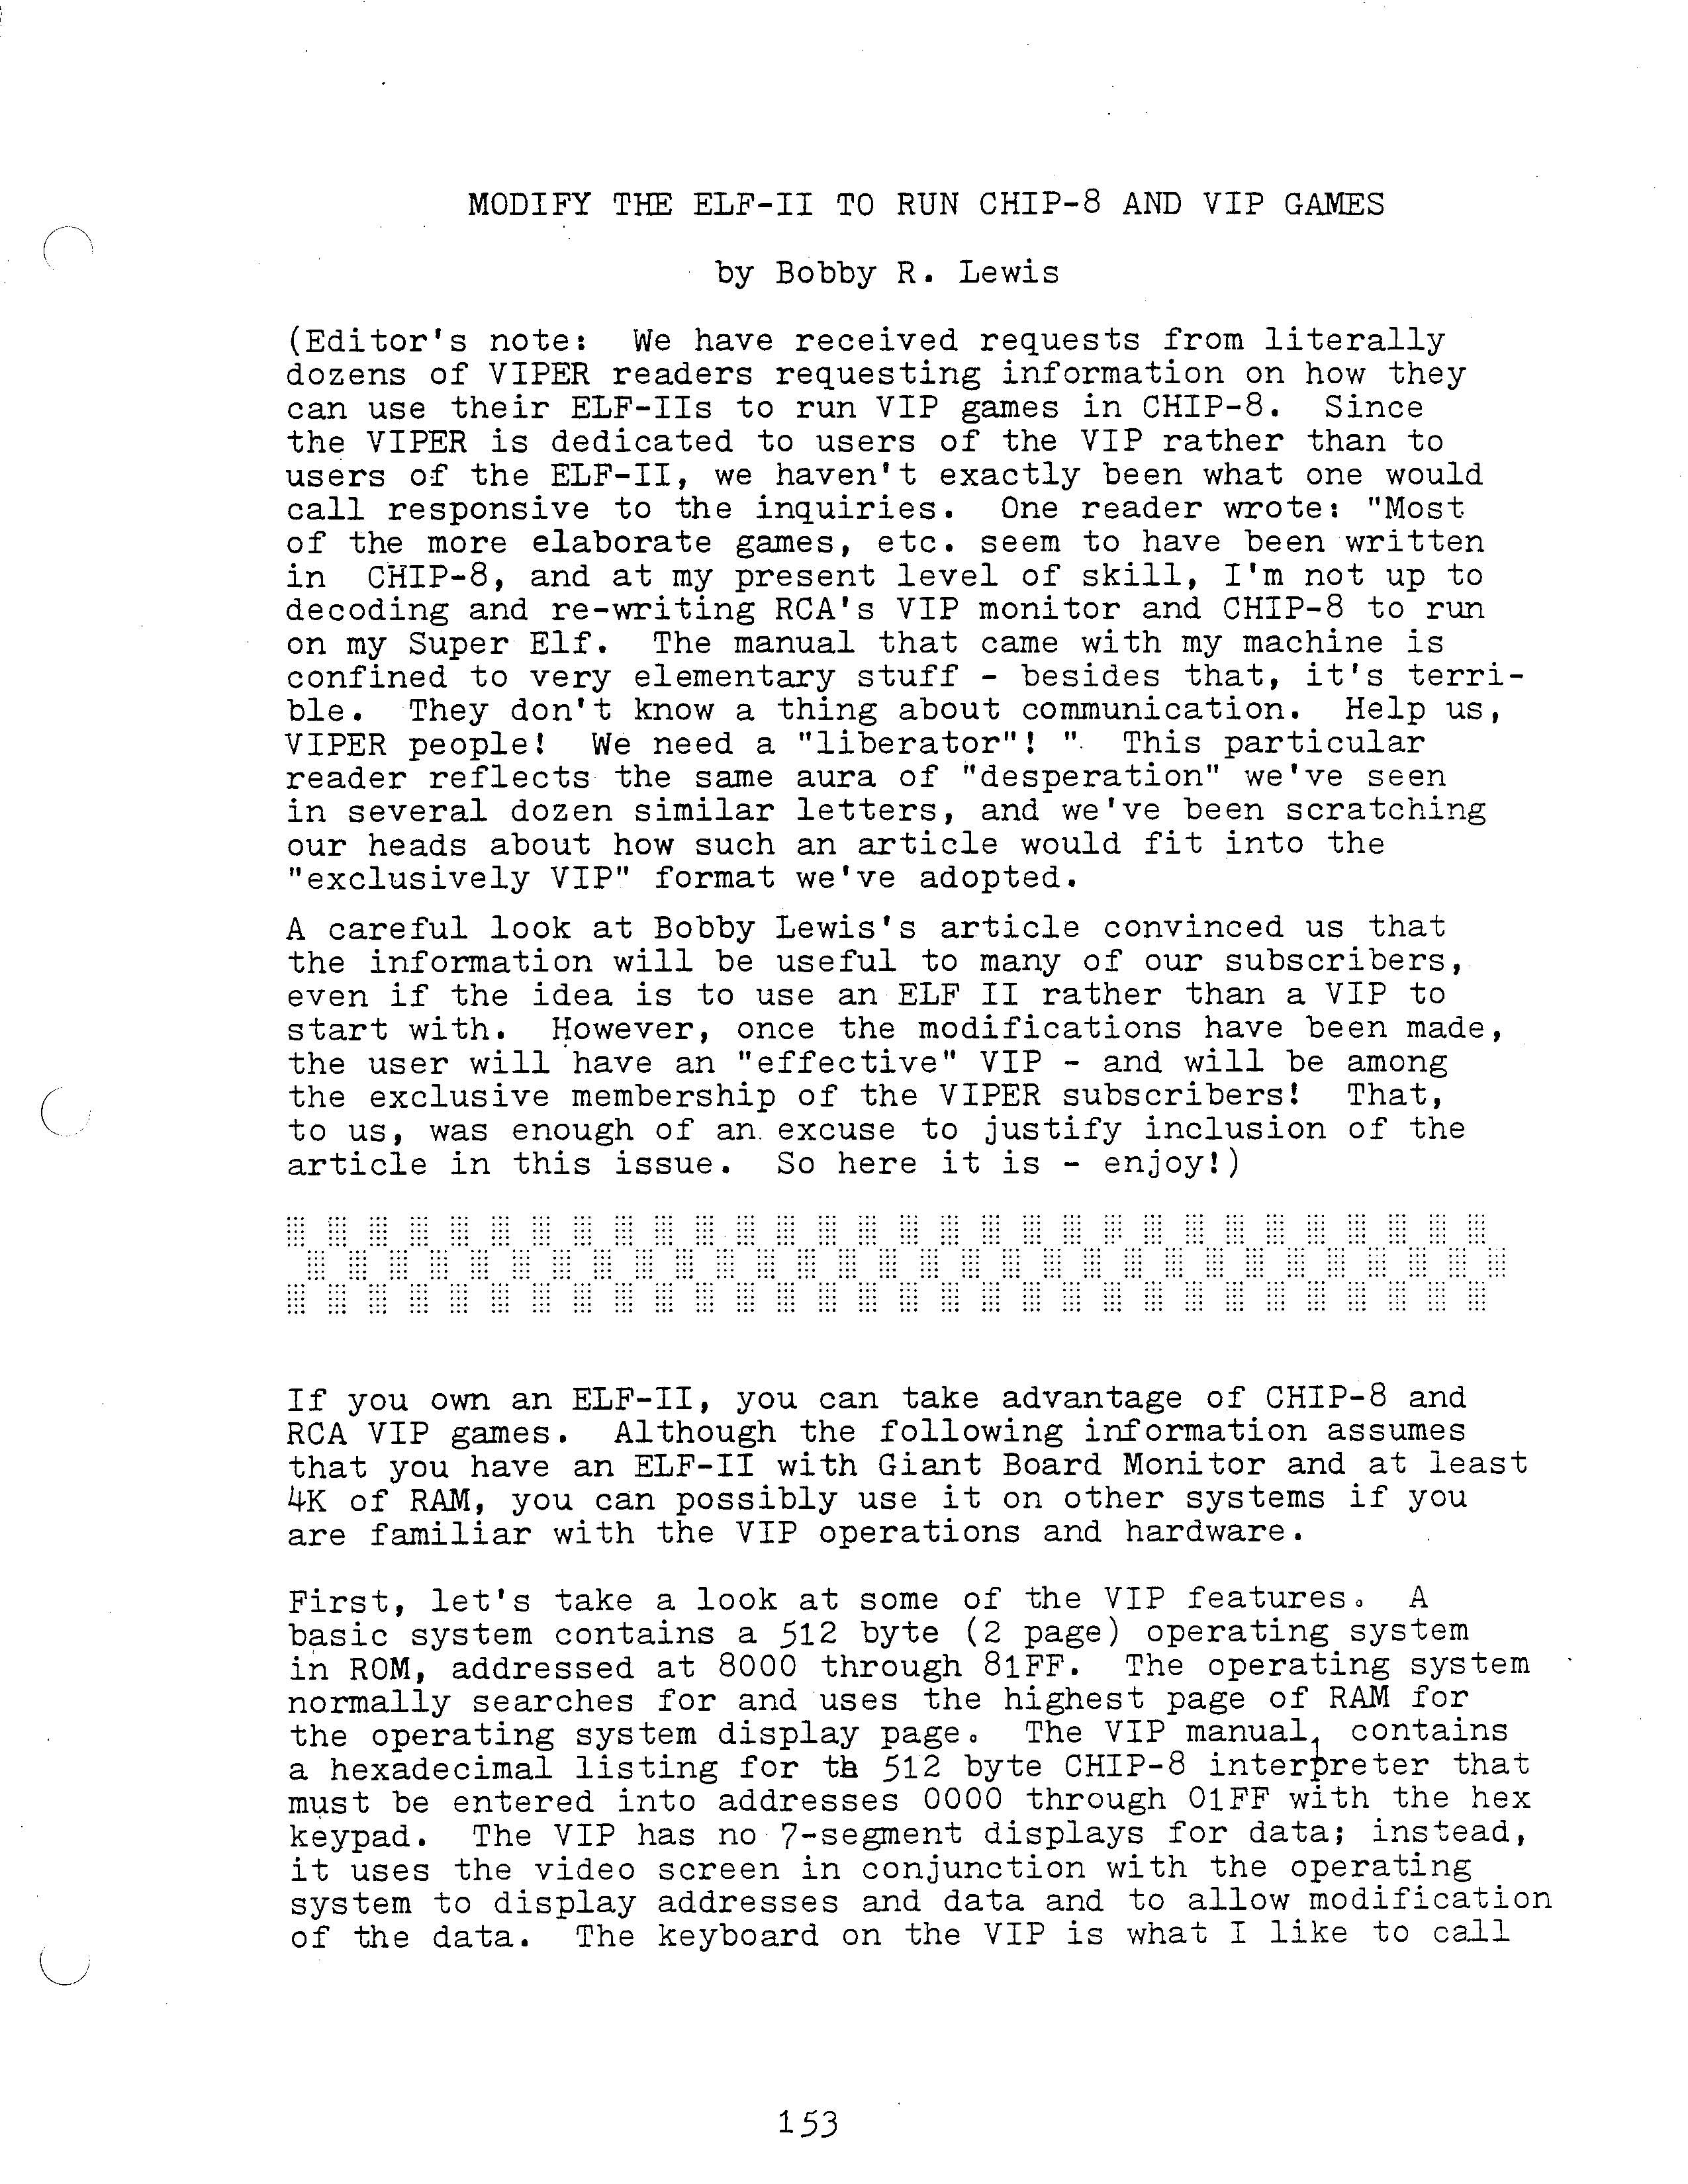 MODIFY THE ELF-II TO RUN CHIP-8 AND VIP GAMES
by Bobby R. Lewis
(Editor's note:  We have received requests from literally
dozens of VIPER readers requesting information on how they
can use their ELF-IIs to run VIP games in CHIP-8.  Since
the VIPER is dedicated to users of the VIP rather than to
users of the ELF-II, we haven't exactly been what one would
call responsive to the inquiries.  One reader wrote: "Most
of the more elaborate games, etc. seem to have been written
in  CHIP-8, and at my present level of skill, I'm not up to
decoding and re-writing RCA's VIP monitor and CHIP-8 to run
on my Super Elf.  The manual that came with my machine is
confined to very elementary stuff - besides that, it's terri-
ble.  They don't know a thing about communication.  Help us,
VIPER people!  We need a "liberator"! ".  This particular
reader reflects the same aura of "desperation" we've seen
in several dozen similar letters, and we've been scratching
our heads about how such an article would fit into the
"exclusively VIP" format we've adopted.
A careful look at Bobby Lewis's article convinced us that
the information will be useful to many of our subscribers,
even if the idea is to use an ELF II rather than a VIP to
start with.  However, once the modifications have been made,
the user will have an "effective" VIP - and will be among
the exclusive membership of the VIPER subscribers!  That,
to us, was enough of an excuse to justify inclusion of the
article in this issue.  So here it is - enjoy!)
If you own an ELF-II, you can take advantage of CHIP-8 and
RCA VIP games.  Although the following information assumes
that you have an ELF-II with Giant Board Monitor and at least
4K of RAM, you can possibly use it on other systems if you
are familiar with the VIP operations and hardware.
First, let's take a look at some of the VIP features.  A
basic system contains a 512 byte (2 page) operating system
in ROM, addressed at 8000 through 81FF.  The operating system
normally searches for and uses the highest page of RAM for
the operating system display page.  The VIP manual1 contains
a hexadecimal listing for the 512 byte CHIP-8 interpreter that
must be entered into addresses 0000 through 01FF with the hex
keypad.  The VIP has no 7-segment displays for data; instead,
it uses the video screen in conjunction with the operating
system to display addresses and data and to allow modification
of the data.  The keyboard on the VIP is what I like to call
153